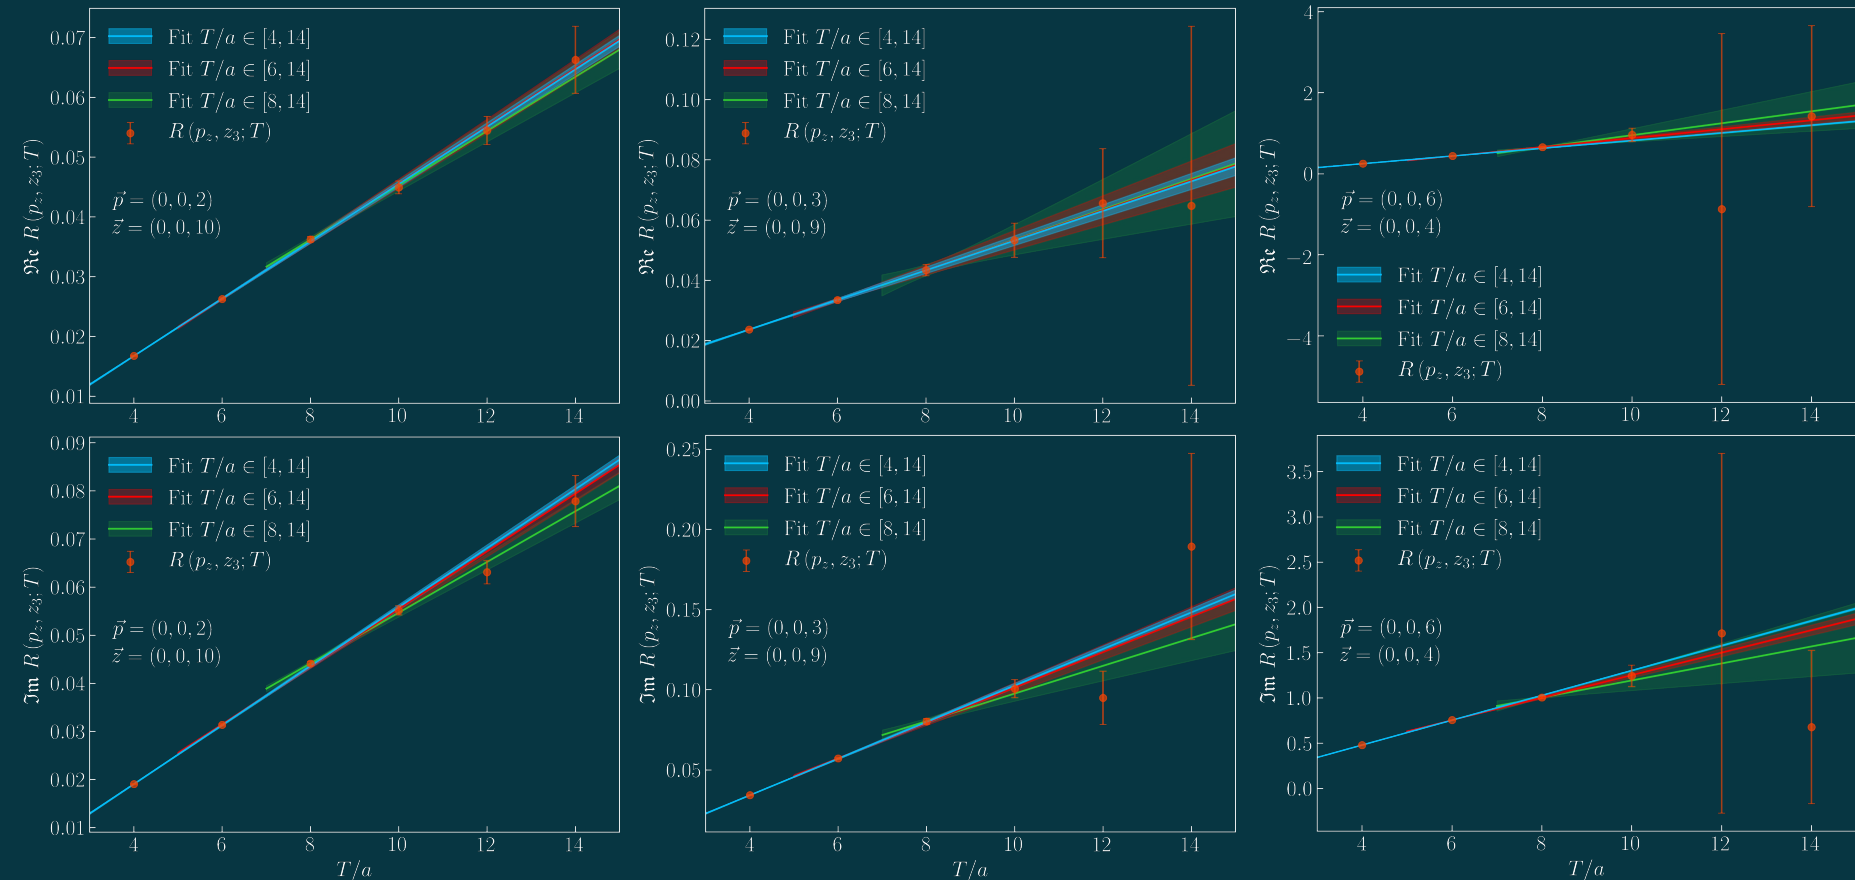 ℜe R (p_z, z_3; T)
0.07
0.06
0.05
0.04
0.03
0.02
0.01
Fit T/a ∈ [4, 14]
Fit T/a ∈ [6, 14]
Fit T/a ∈ [8, 14]
R (p_z, z_3; T)
p⃗ = (0, 0, 2)
z⃗ = (0, 0, 10)
4 6 8 10 12 14
ℜe R (p_z, z_3; T)
0.12
0.10
0.08
0.06
0.04
0.02
0.00
Fit T/a ∈ [4, 14]
Fit T/a ∈ [6, 14]
Fit T/a ∈ [8, 14]
R (p_z, z_3; T)
p⃗ = (0, 0, 3)
z⃗ = (0, 0, 9)
4 6 8 10 12 14
ℜe R (p_z, z_3; T)
4
2
0
−2
−4
p⃗ = (0, 0, 6)
z⃗ = (0, 0, 4)
Fit T/a ∈ [4, 14]
Fit T/a ∈ [6, 14]
Fit T/a ∈ [8, 14]
R (p_z, z_3; T)
4 6 8 10 12 14
ℑm R (p_z, z_3; T)
0.09
0.08
0.07
0.06
0.05
0.04
0.03
0.02
0.01
Fit T/a ∈ [4, 14]
Fit T/a ∈ [6, 14]
Fit T/a ∈ [8, 14]
R (p_z, z_3; T)
p⃗ = (0, 0, 2)
z⃗ = (0, 0, 10)
4 6 8 10 12 14
T/a
ℑm R (p_z, z_3; T)
0.25
0.20
0.15
0.10
0.05
Fit T/a ∈ [4, 14]
Fit T/a ∈ [6, 14]
Fit T/a ∈ [8, 14]
R (p_z, z_3; T)
p⃗ = (0, 0, 3)
z⃗ = (0, 0, 9)
4 6 8 10 12 14
T/a
ℑm R (p_z, z_3; T)
3.5
3.0
2.5
2.0
1.5
1.0
0.5
0.0
Fit T/a ∈ [4, 14]
Fit T/a ∈ [6, 14]
Fit T/a ∈ [8, 14]
R (p_z, z_3; T)
p⃗ = (0, 0, 6)
z⃗ = (0, 0, 4)
4 6 8 10 12 14
T/a